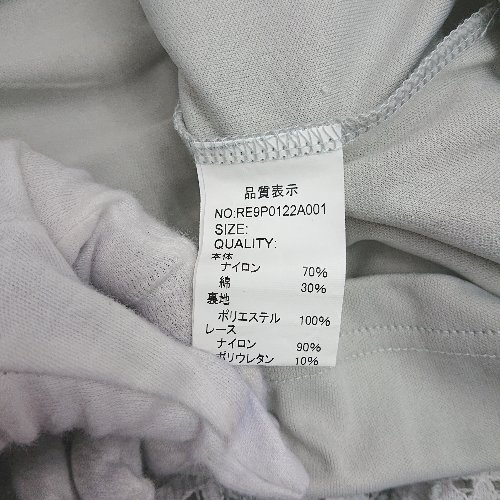 品質表示
NO:RE9P0122A001
SIZE:
QUALITY:
本体
ナイロン 70%
綿 30%
裏地
ポリエステル 100%
レース
ナイロン 90%
ポリウレタン 10%